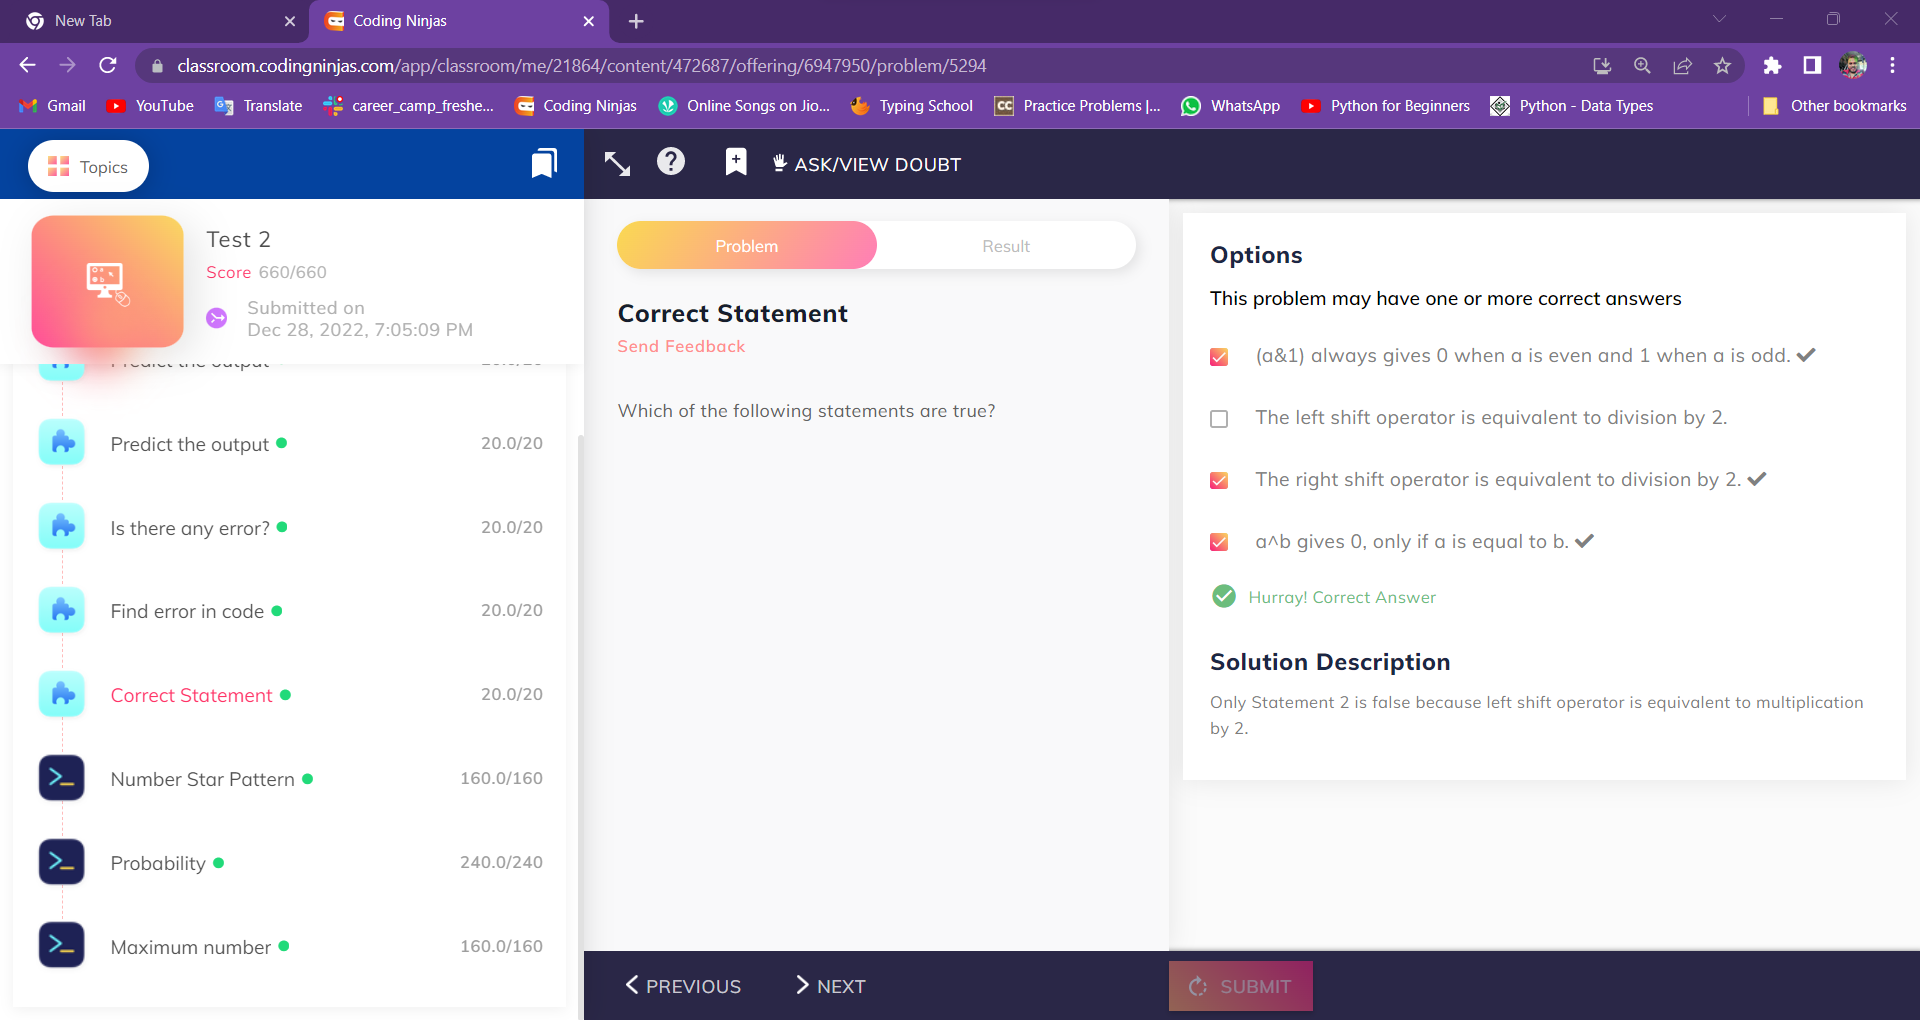 New Tab
Coding Ninjas
classroom.codingninjas.com/app/classroom/me/21864/content/472687/offering/6947950/problem/5294
Gmail
YouTube
Translate
career_camp_freshe...
Coding Ninjas
Online Songs on Jio...
Typing School
CC
Practice Problems |...
WhatsApp
Python for Beginners
Python - Data Types
Other bookmarks
Topics
ASK/VIEW DOUBT
Test 2
Score 660/660
Submitted on
Dec 28, 2022, 7:05:09 PM
Predict the output
20.0/20
Is there any error?
20.0/20
Find error in code
20.0/20
Correct Statement
20.0/20
Number Star Pattern
160.0/160
Probability
240.0/240
Maximum number
160.0/160
Problem
Result
Correct Statement
Send Feedback
Which of the following statements are true?
PREVIOUS
NEXT
Options
This problem may have one or more correct answers
(a&1) always gives 0 when a is even and 1 when a is odd.
The left shift operator is equivalent to division by 2.
The right shift operator is equivalent to division by 2.
a^b gives 0, only if a is equal to b.
Hurray! Correct Answer
Solution Description
Only Statement 2 is false because left shift operator is equivalent to multiplication
by 2.
SUBMIT